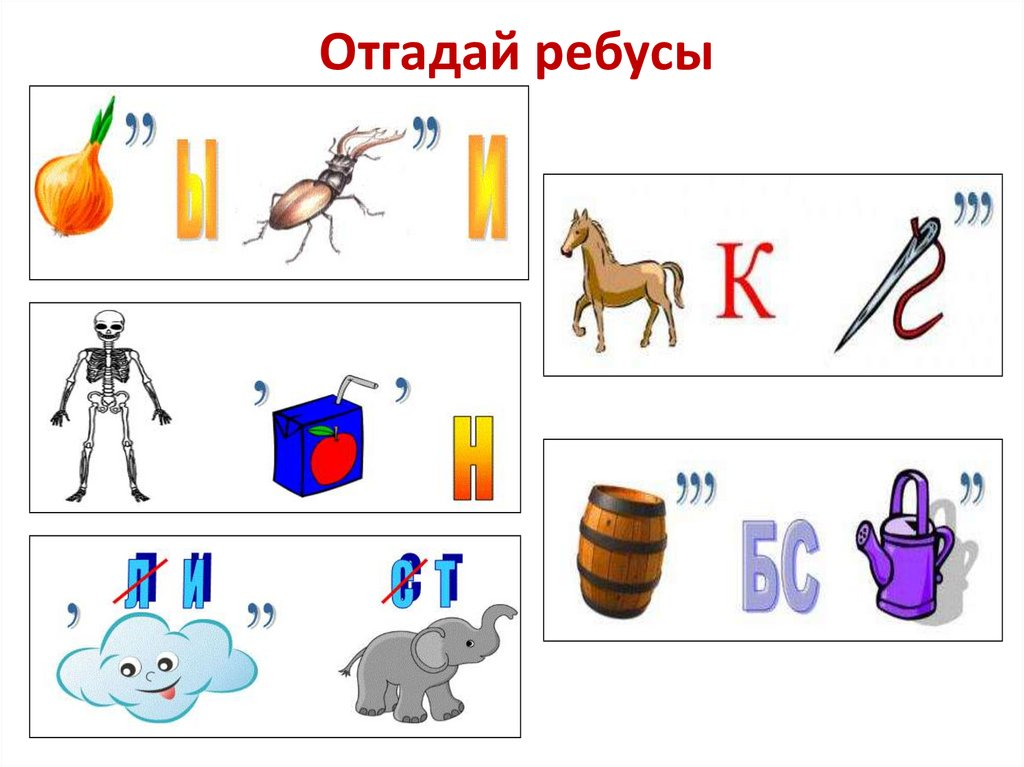 Отгадай ребусы
,, Ы ,, И
К ,,,
, , Н
,,, БС ,,
Л И С Т
, ,,